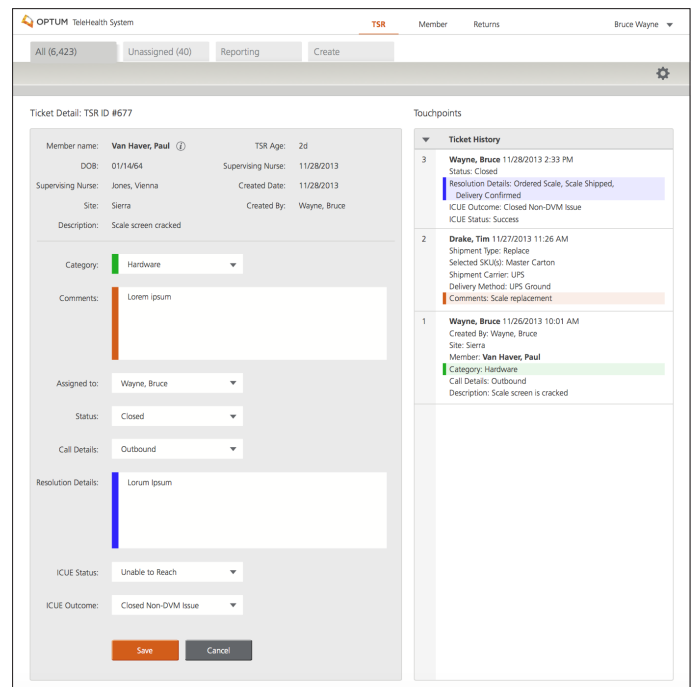 OPTUM TeleHealth System
TSR
Member
Returns
Bruce Wayne
All (6,423)
Unassigned (40)
Reporting
Create
Ticket Detail: TSR ID #677
Member name: Van Haver, Paul i
TSR Age: 2d
DOB: 01/14/64
Supervising Nurse: 11/28/2013
Supervising Nurse: Jones, Vienna
Created Date: 11/28/2013
Site: Sierra
Created By: Wayne, Bruce
Description: Scale screen cracked
Category: Hardware
Comments: Lorem ipsum
Assigned to: Wayne, Bruce
Status: Closed
Call Details: Outbound
Resolution Details: Lorum Ipsum
ICUE Status: Unable to Reach
ICUE Outcome: Closed Non-DVM Issue
Save
Cancel
Touchpoints
Ticket History
3 Wayne, Bruce 11/28/2013 2:33 PM
Status: Closed
Resolution Details: Ordered Scale, Scale Shipped,
Delivery Confirmed
ICUE Outcome: Closed Non-DVM Issue
ICUE Status: Success
2 Drake, Tim 11/27/2013 11:26 AM
Shipment Type: Replace
Selected SKU(s): Master Carton
Shipment Carrier: UPS
Delivery Method: UPS Ground
Comments: Scale replacement
1 Wayne, Bruce 11/26/2013 10:01 AM
Created By: Wayne, Bruce
Site: Sierra
Member: Van Haver, Paul
Category: Hardware
Call Details: Outbound
Description: Scale screen is cracked